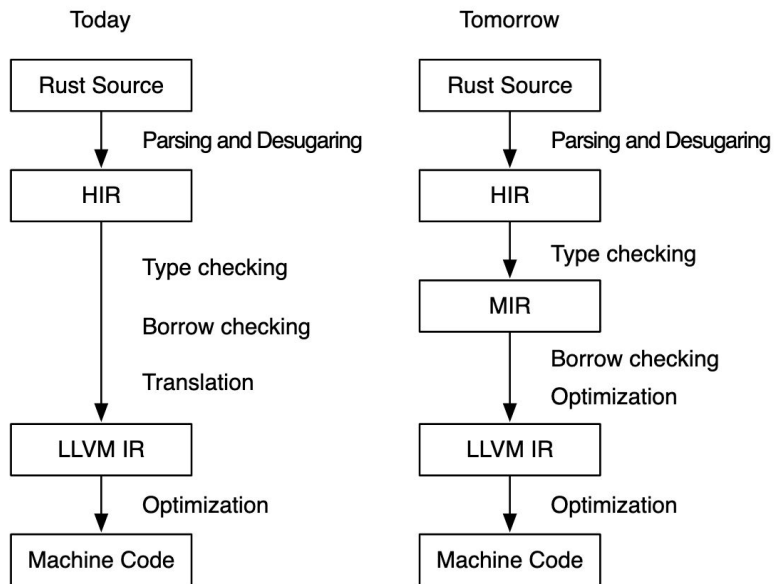 Today
Rust Source
Parsing and Desugaring
HIR
Type checking
Borrow checking
Translation
LLVM IR
Optimization
Machine Code
Tomorrow
Rust Source
Parsing and Desugaring
HIR
Type checking
MIR
Borrow checking
Optimization
LLVM IR
Optimization
Machine Code